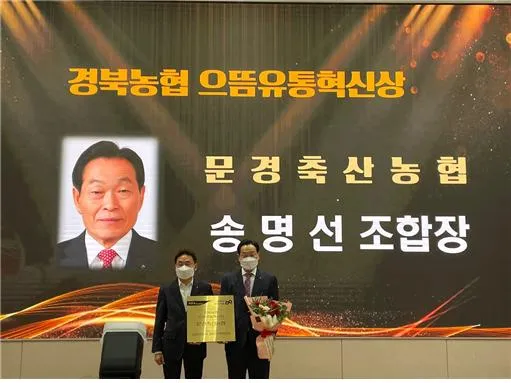 경북농협 으뜸유통혁신상
문경축산농협
송명선 조합장